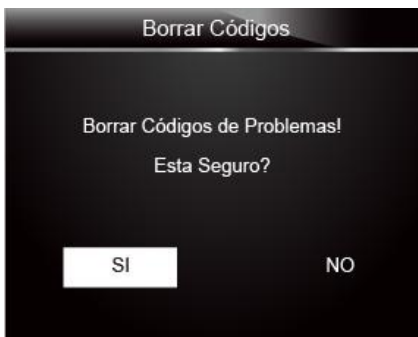 Borrar Códigos
Borrar Códigos de Problemas!
Esta Seguro?
SI
NO